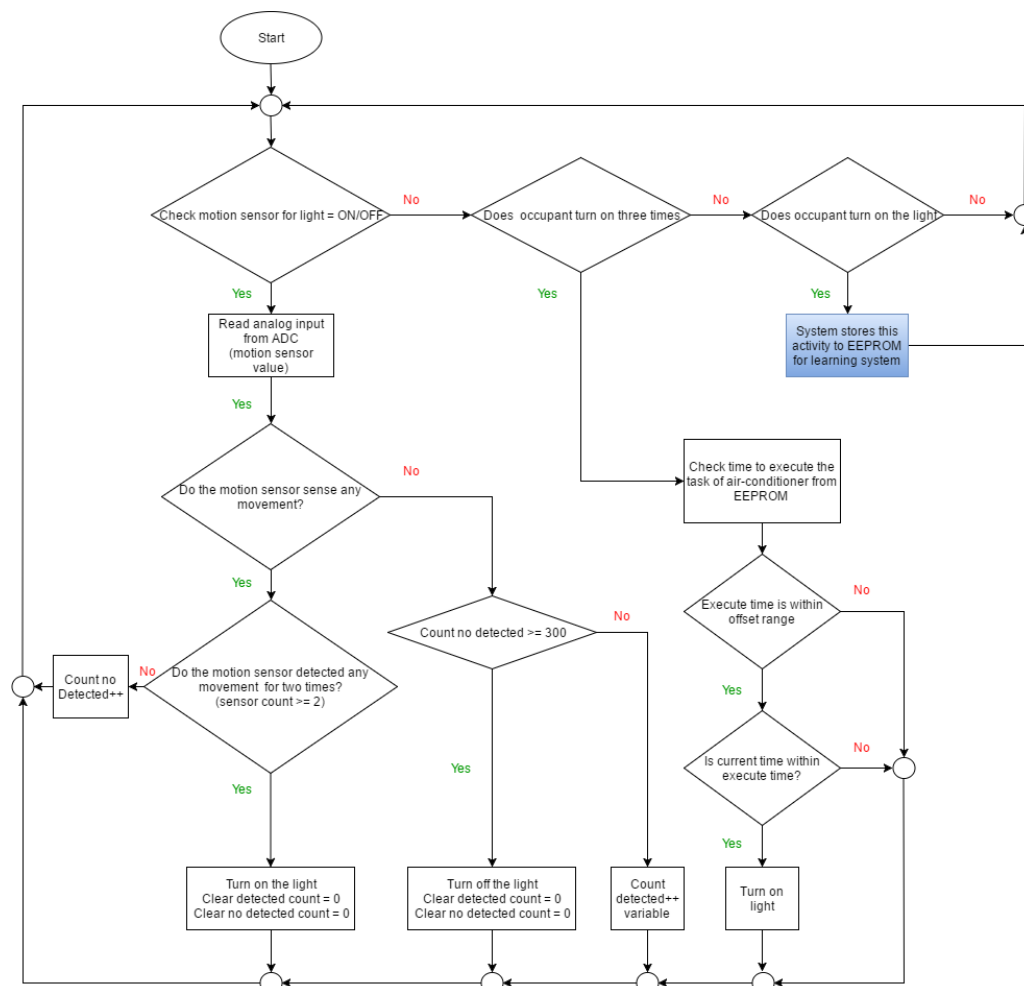 Start
Check motion sensor for light = ON/OFF
No
Does occupant turn on three times
No
Does occupant turn on the light
No
Yes
Yes
Yes
Read analog input
from ADC
(motion sensor
value)
System stores this
activity to EEPROM
for learning system
Yes
Do the motion sensor sense any
movement?
No
Check time to execute the
task of air-conditioner from
EEPROM
Yes
Execute time is within
offset range
No
Count no detected >= 300
No
Count no
Detected++
No
Do the motion sensor detected any
movement for two times?
(sensor count >= 2)
Yes
Is current time within
execute time?
No
Yes
Yes
Yes
Turn on the light
Clear detected count = 0
Clear no detected count = 0
Turn off the light
Clear detected count = 0
Clear no detected count = 0
Count
detected++
variable
Turn on
light